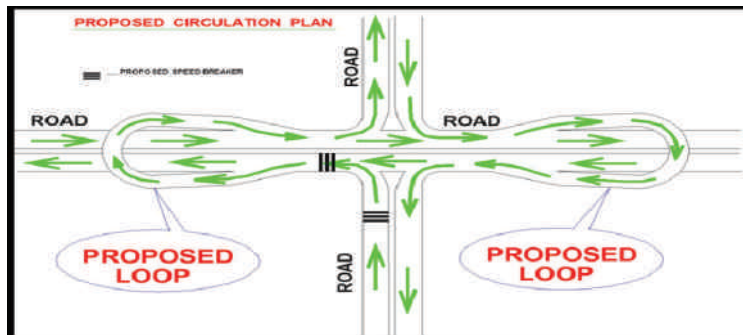 PROPOSED CIRCULATION PLAN
PROPOSED SPEED BREAKER
ROAD
ROAD
ROAD
PROPOSED
LOOP
ROAD
PROPOSED
LOOP